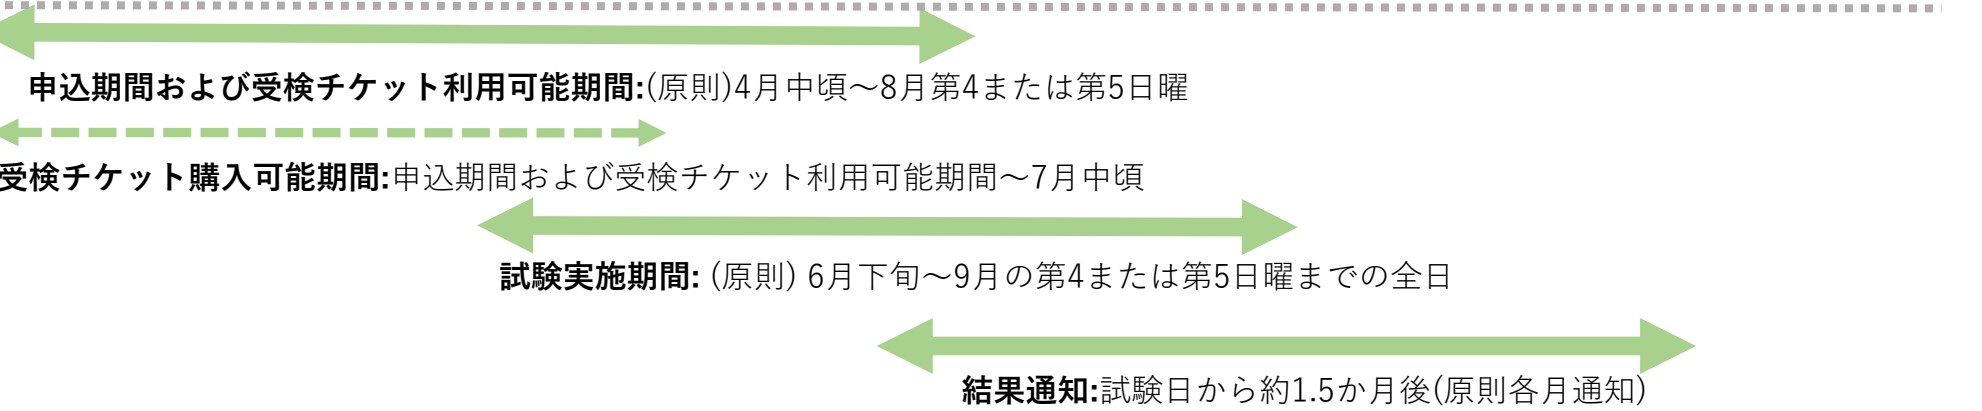 申込期間および受検チケット利用可能期間:(原則)4月中頃～8月第4または第5日曜
受検チケット購入可能期間:申込期間および受検チケット利用可能期間～7月中頃
試験実施期間: (原則) 6月下旬～9月の第4または第5日曜までの全日
結果通知:試験日から約1.5か月後(原則各月通知)